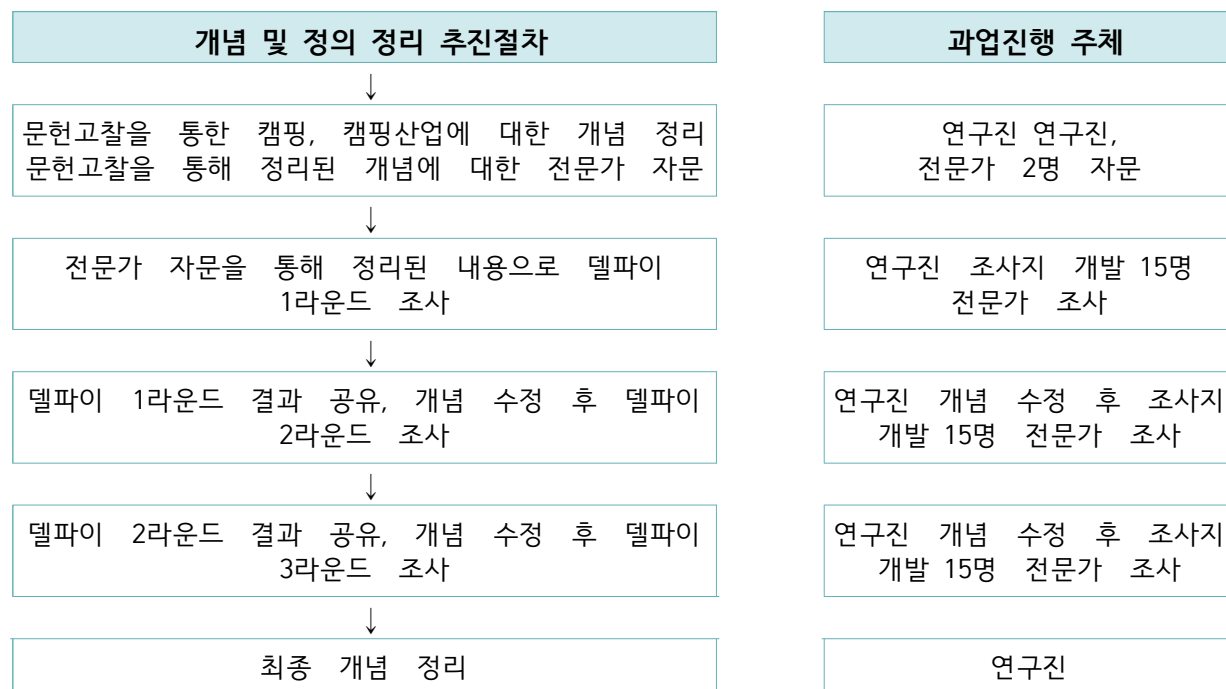 개념 및 정의 정리 추진절차
과업진행 주체
↓
문헌고찰을 통한 캠핑, 캠핑산업에 대한 개념 정리
문헌고찰을 통해 정리된 개념에 대한 전문가 자문
연구진 연구진,
전문가 2명 자문
↓
전문가 자문을 통해 정리된 내용으로 델파이
1라운드 조사
연구진 조사지 개발 15명
전문가 조사
↓
델파이 1라운드 결과 공유, 개념 수정 후 델파이
2라운드 조사
연구진 개념 수정 후 조사지
개발 15명 전문가 조사
↓
델파이 2라운드 결과 공유, 개념 수정 후 델파이
3라운드 조사
연구진 개념 수정 후 조사지
개발 15명 전문가 조사
↓
최종 개념 정리
연구진